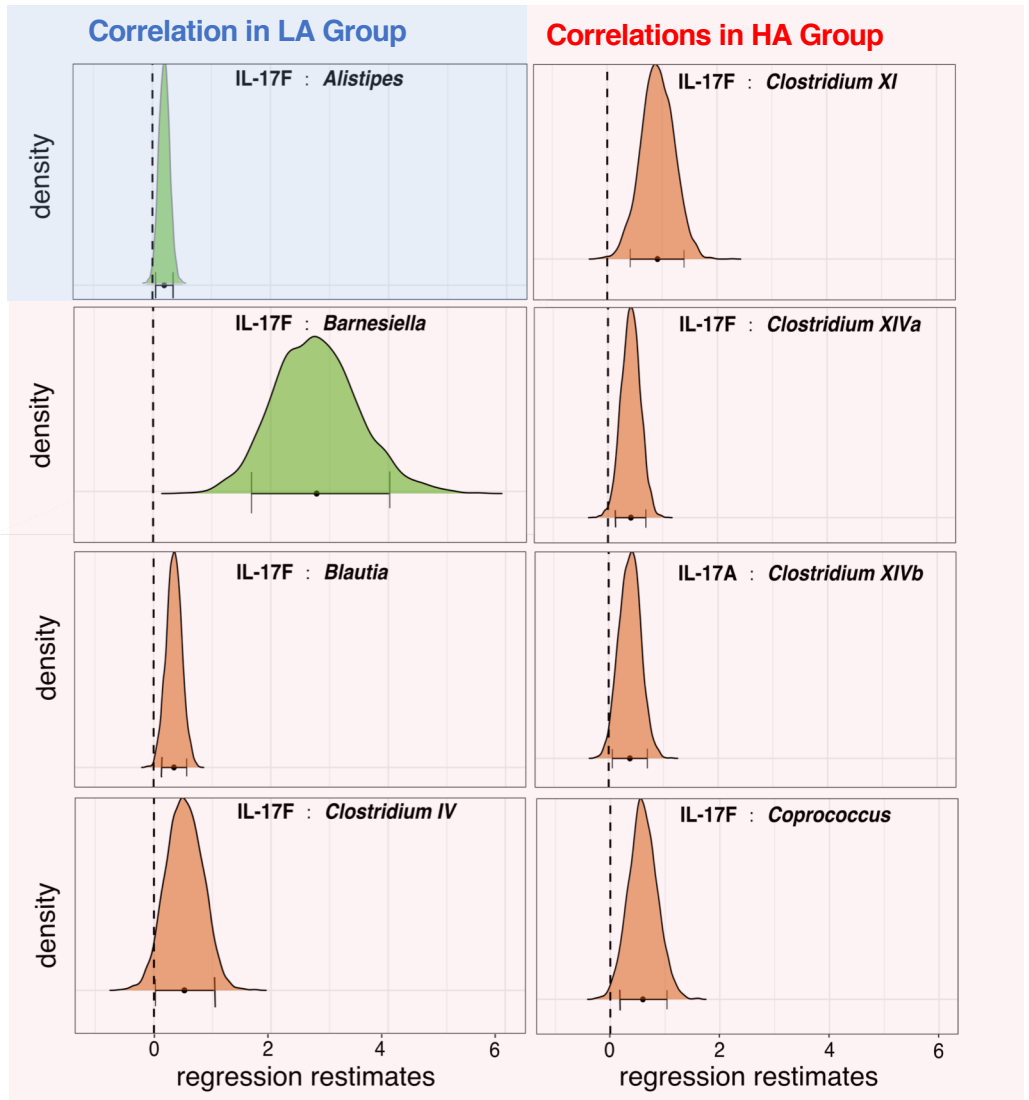 Correlation in LA Group
Correlations in HA Group
IL-17F : Alistipes
IL-17F : Clostridium XI
density
IL-17F : Barnesiella
IL-17F : Clostridium XIVa
density
IL-17F : Blautia
IL-17A : Clostridium XIVb
density
IL-17F : Clostridium IV
IL-17F : Coprococcus
density
0 2 4 6
0 2 4 6
regression restimates
regression restimates